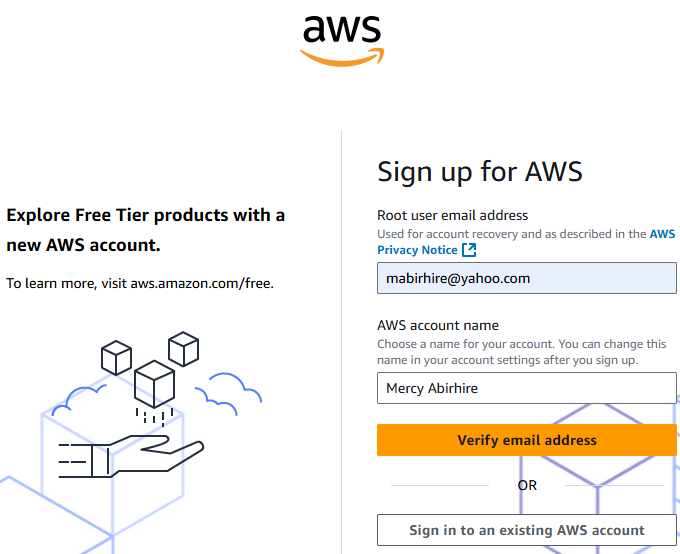 aws
Explore Free Tier products with a
new AWS account.
To learn more, visit aws.amazon.com/free.
Sign up for AWS
Root user email address
Used for account recovery and as described in the AWS
Privacy Notice
mabirhire@yahoo.com
AWS account name
Choose a name for your account. You can change this
name in your account settings after you sign up.
Mercy Abirhire
Verify email address
OR
Sign in to an existing AWS account